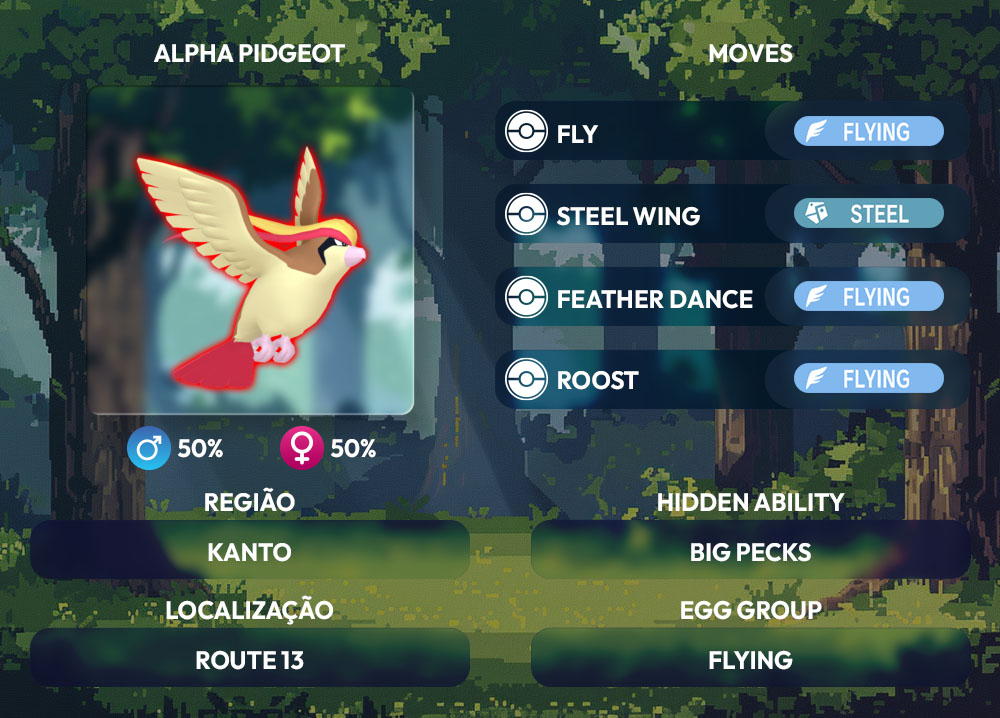 ALPHA PIDGEOT
50%
50%
REGIÃO
KANTO
LOCALIZAÇÃO
ROUTE 13
MOVES
FLY
FLYING
STEEL WING
STEEL
FEATHER DANCE
FLYING
ROOST
FLYING
HIDDEN ABILITY
BIG PECKS
EGG GROUP
FLYING